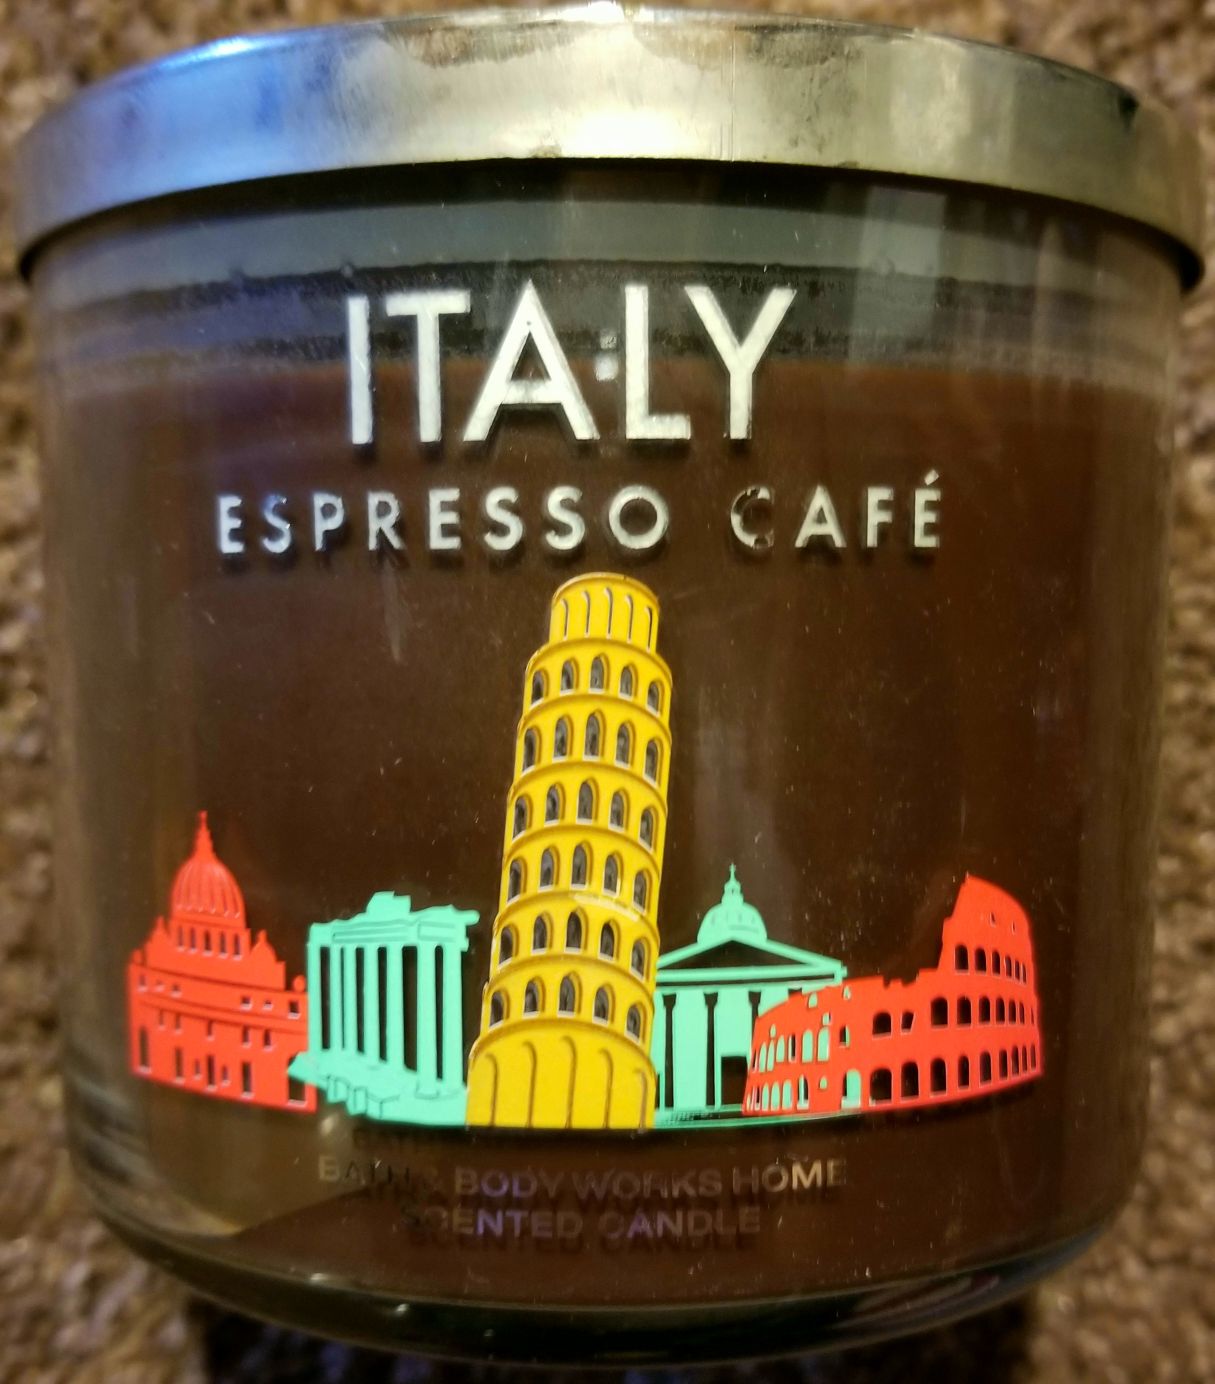 ITALY
ESPRESSO CAFÉ
BATH & BODY WORKS HOME
SCENTED CANDLE